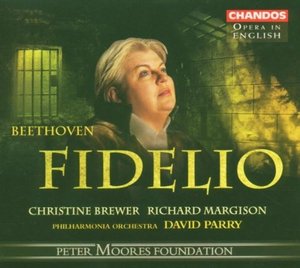 CHANDOS
OPERA IN
ENGLISH
BEETHOVEN
FIDELIO
CHRISTINE BREWER RICHARD MARGISON
PHILHARMONIA ORCHESTRA DAVID PARRY
PETER MOORES FOUNDATION